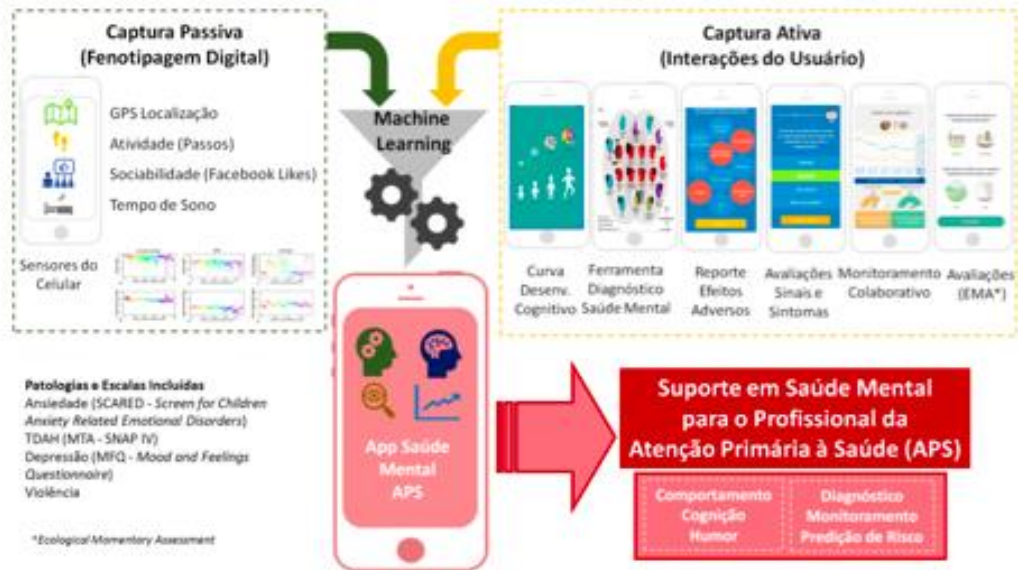 Captura Passiva
(Fenotipagem Digital)
GPS Localização
Atividade (Passos)
Sociabilidade (Facebook Likes)
Tempo de Sono
Sensores do
Celular
Machine
Learning
Captura Ativa
(Interações do Usuário)
Curva
Desenv.
Cognitivo
Ferramenta
Diagnóstico
Saúde Mental
Reporte
Efeitos
Adversos
Avaliações
Sinais e
Sintomas
Monitoramento
Colaborativo
Avaliações
(EMA*)
Patologias e Escalas Incluídas
Ansiedade (SCARED - Screen for Children
Anxiety Related Emotional Disorders)
TDAH (MTA - SNAP IV)
Depressão (MFQ - Mood and Feelings
Questionnaire)
Violência
*Ecological Momentary Assessment
App Saúde
Mental
APS
Suporte em Saúde Mental
para o Profissional da
Atenção Primária à Saúde (APS)
Comportamento
Cognição
Humor
Diagnóstico
Monitoramento
Predição de Risco